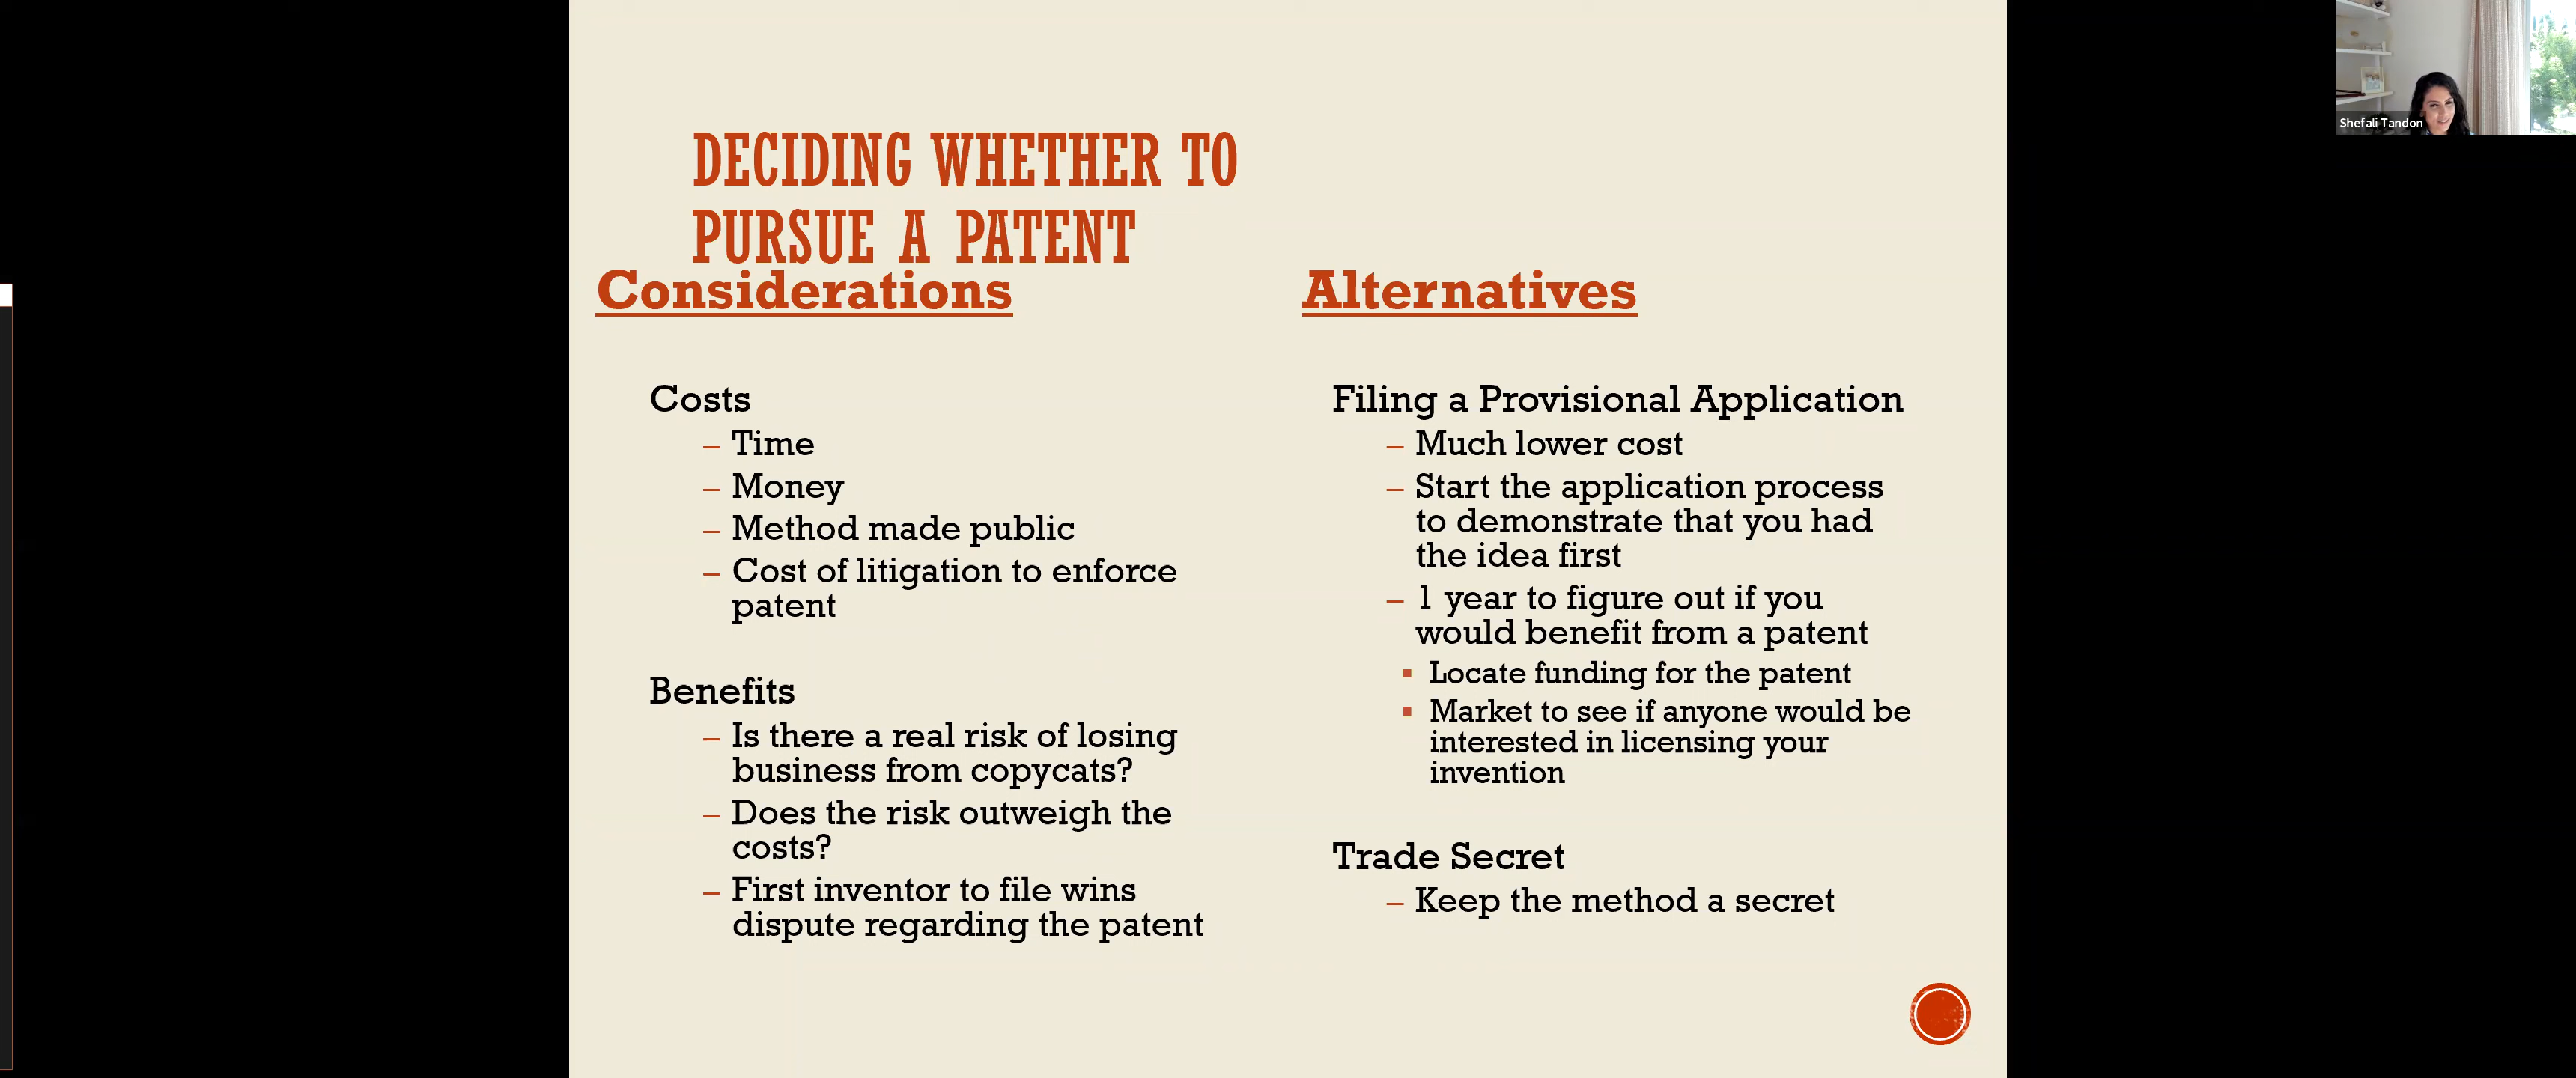 DECIDING WHETHER TO
PURSUE A PATENT
Considerations
Costs
– Time
– Money
– Method made public
– Cost of litigation to enforce
patent
Benefits
– Is there a real risk of losing
business from copycats?
– Does the risk outweigh the
costs?
– First inventor to file wins
dispute regarding the patent
Alternatives
Filing a Provisional Application
– Much lower cost
– Start the application process
to demonstrate that you had
the idea first
– 1 year to figure out if you
would benefit from a patent
▪ Locate funding for the patent
▪ Market to see if anyone would be
interested in licensing your
invention
Trade Secret
– Keep the method a secret
Shefali Tandon